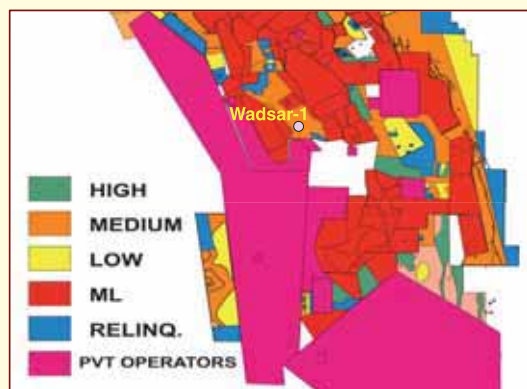 Wadsar-1
HIGH
MEDIUM
LOW
ML
RELINQ.
PVT OPERATORS